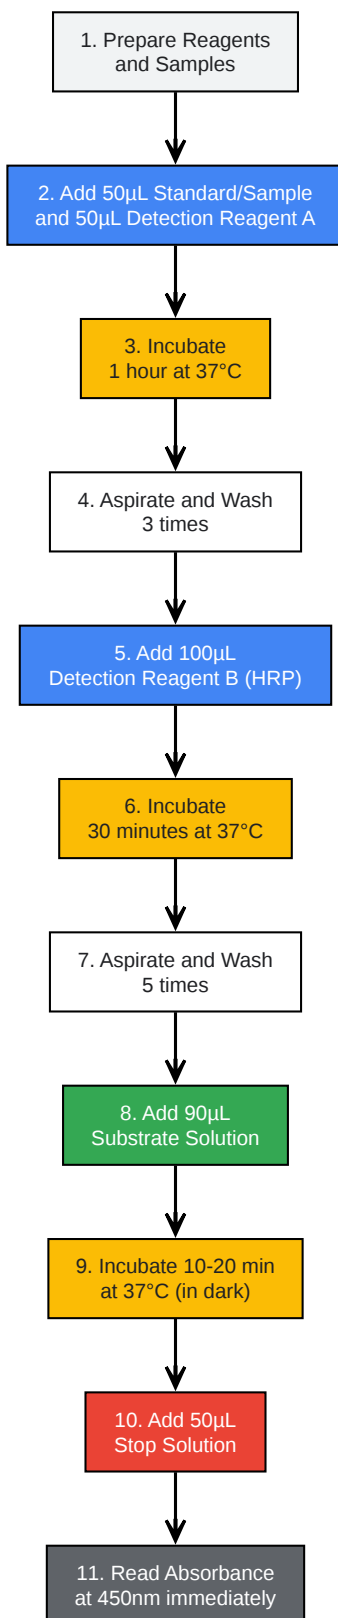 1. Prepare Reagents
and Samples
2. Add 50µL Standard/Sample
and 50µL Detection Reagent A
3. Incubate
1 hour at 37°C
4. Aspirate and Wash
3 times
5. Add 100µL
Detection Reagent B (HRP)
6. Incubate
30 minutes at 37°C
7. Aspirate and Wash
5 times
8. Add 90µL
Substrate Solution
9. Incubate 10-20 min
at 37°C (in dark)
10. Add 50µL
Stop Solution
11. Read Absorbance
at 450nm immediately